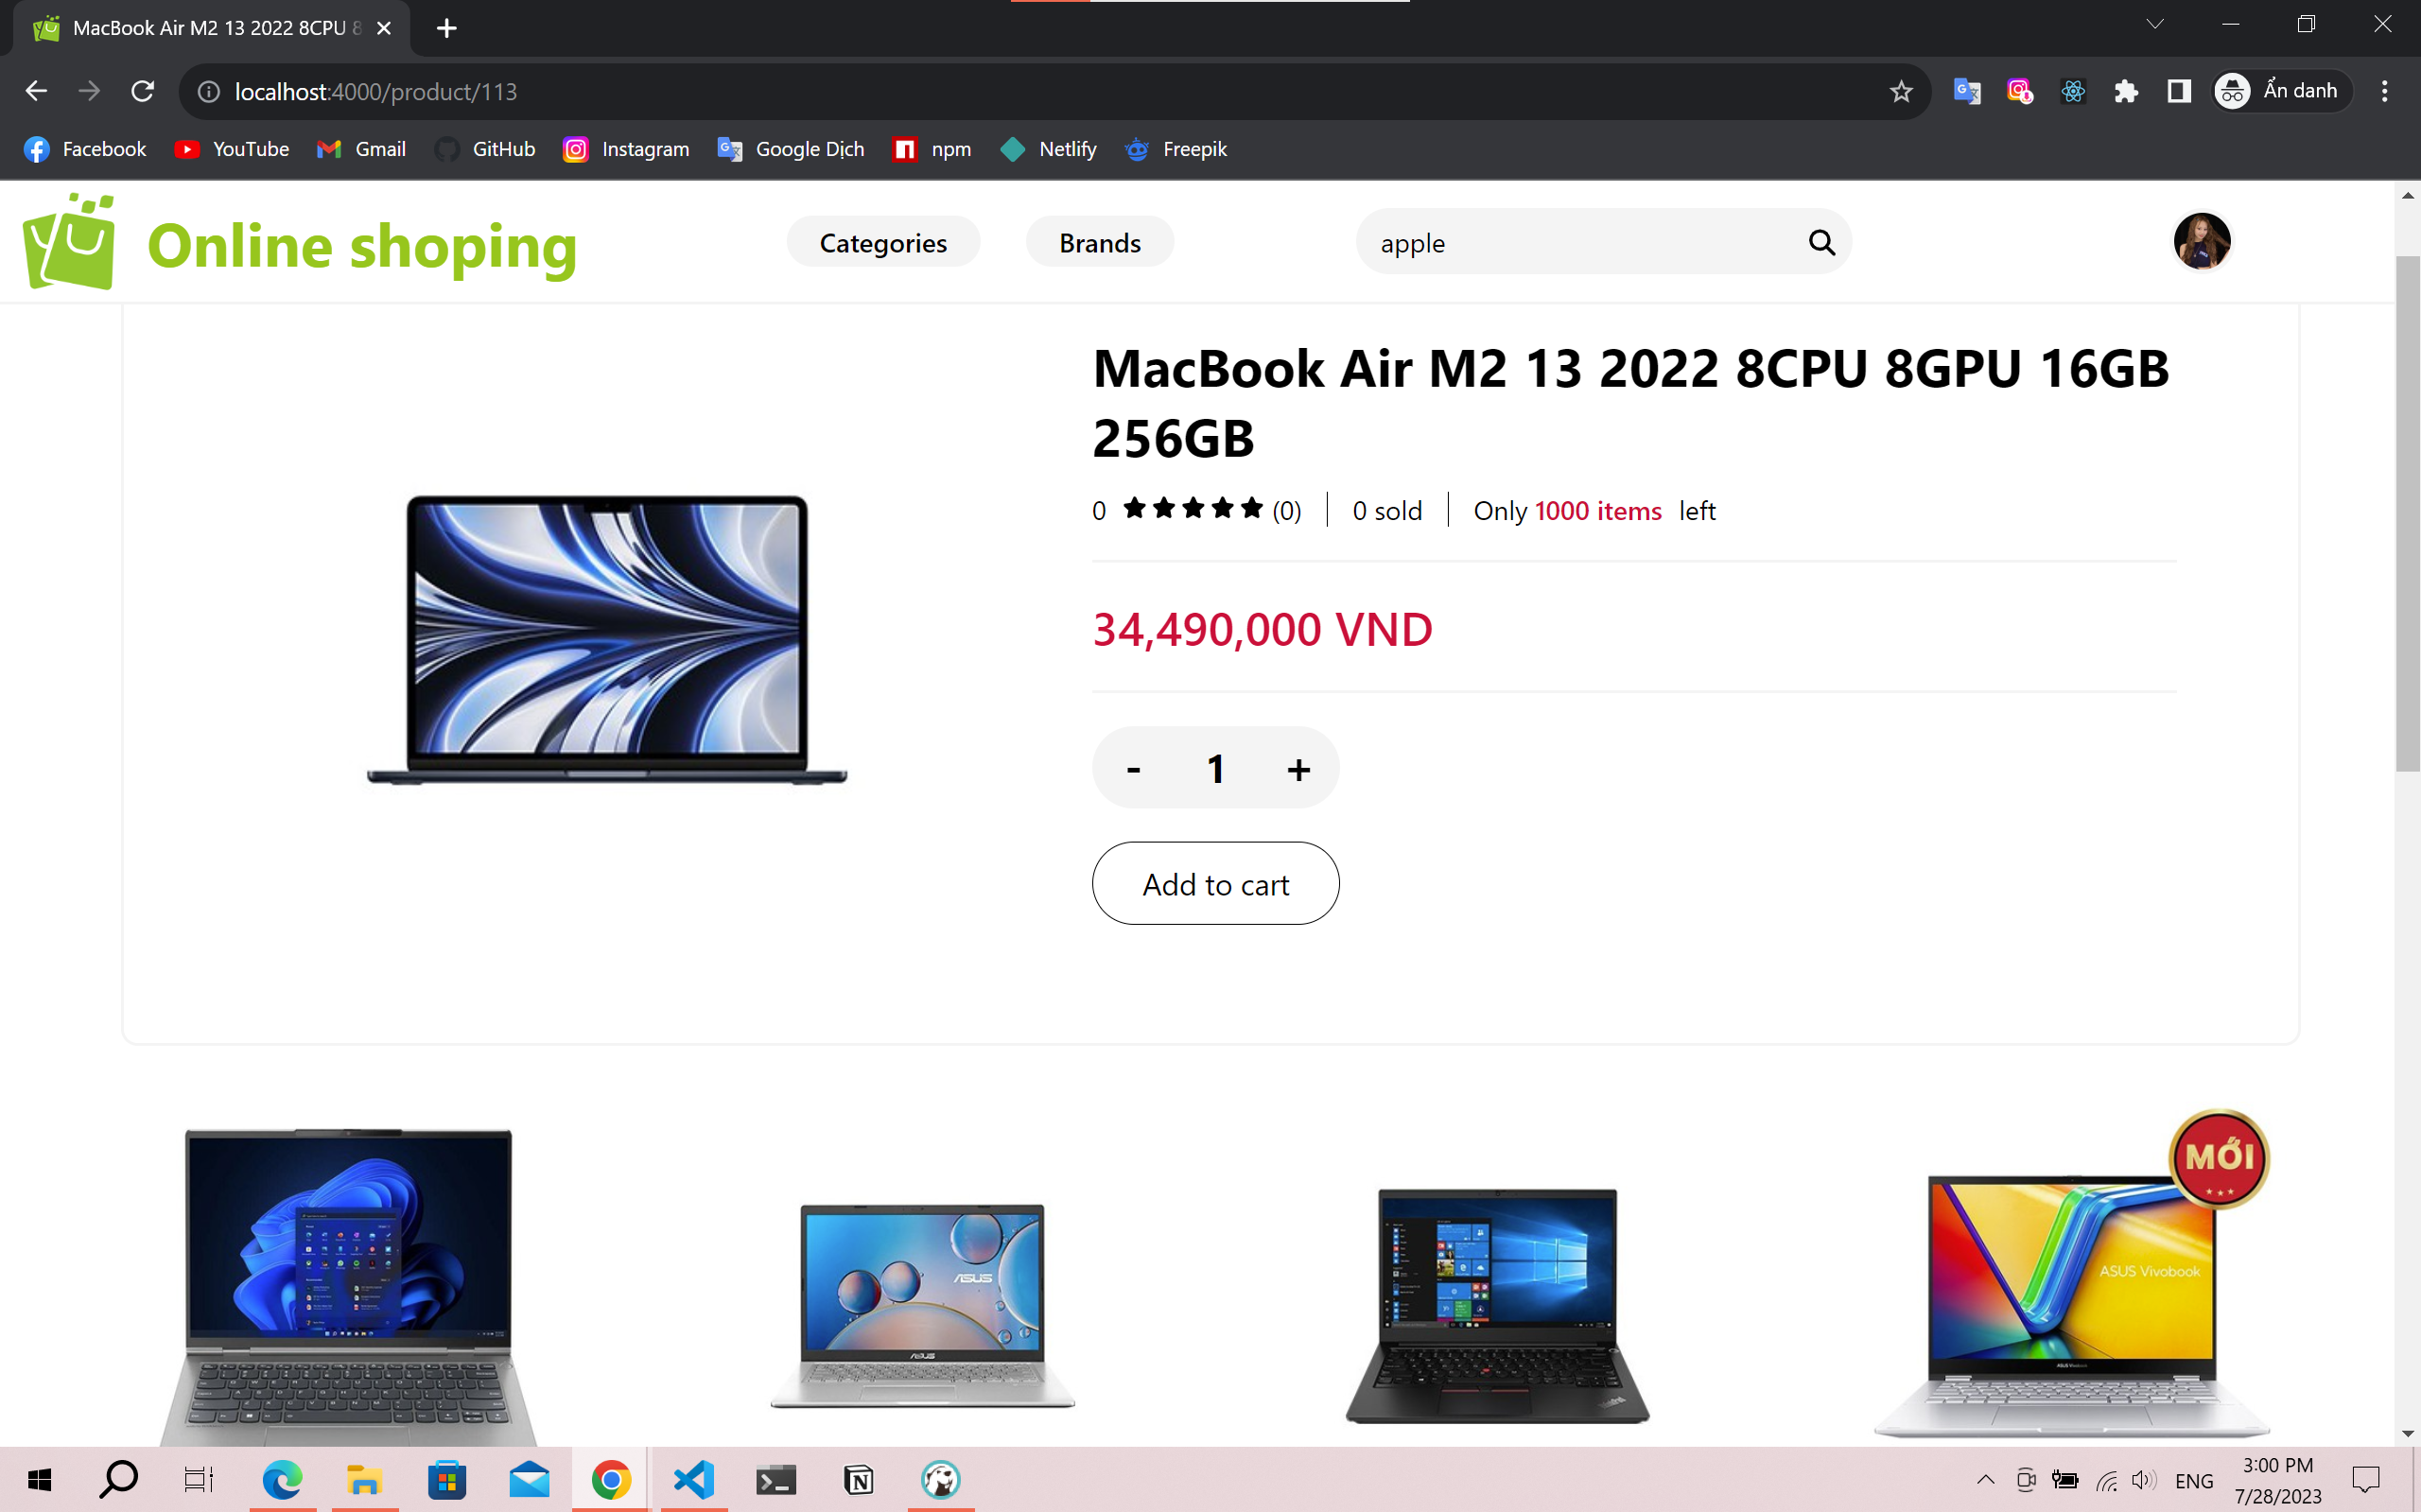 MacBook Air M2 13 2022 8CPU 8
localhost:4000/product/113
Ẩn danh
Facebook
YouTube
Gmail
GitHub
Instagram
Google Dịch
npm
Netlify
Freepik
Online shoping
Categories
Brands
apple
MacBook Air M2 13 2022 8CPU 8GPU 16GB
256GB
0 (0) 0 sold Only 1000 items left
34,490,000 VND
- 1 +
Add to cart
MỚI
ASUS
ASUS
ASUS Vivobook
ENG
3:00 PM
7/28/2023